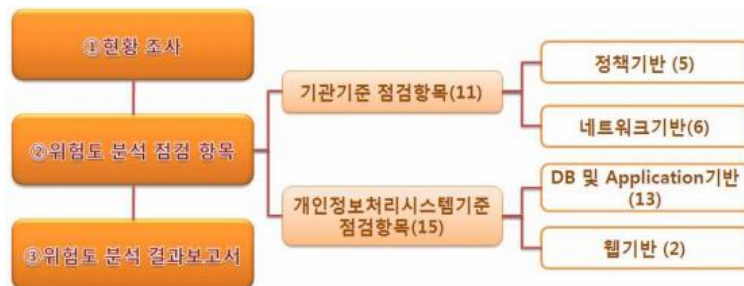 ①현황 조사
②위험도 분석 점검 항목
③위험도 분석 결과보고서
기관기준 점검항목(11)
개인정보처리시스템기준
점검항목(15)
정책기반 (5)
네트워크기반(6)
DB 및 Application기반
(13)
웹기반 (2)